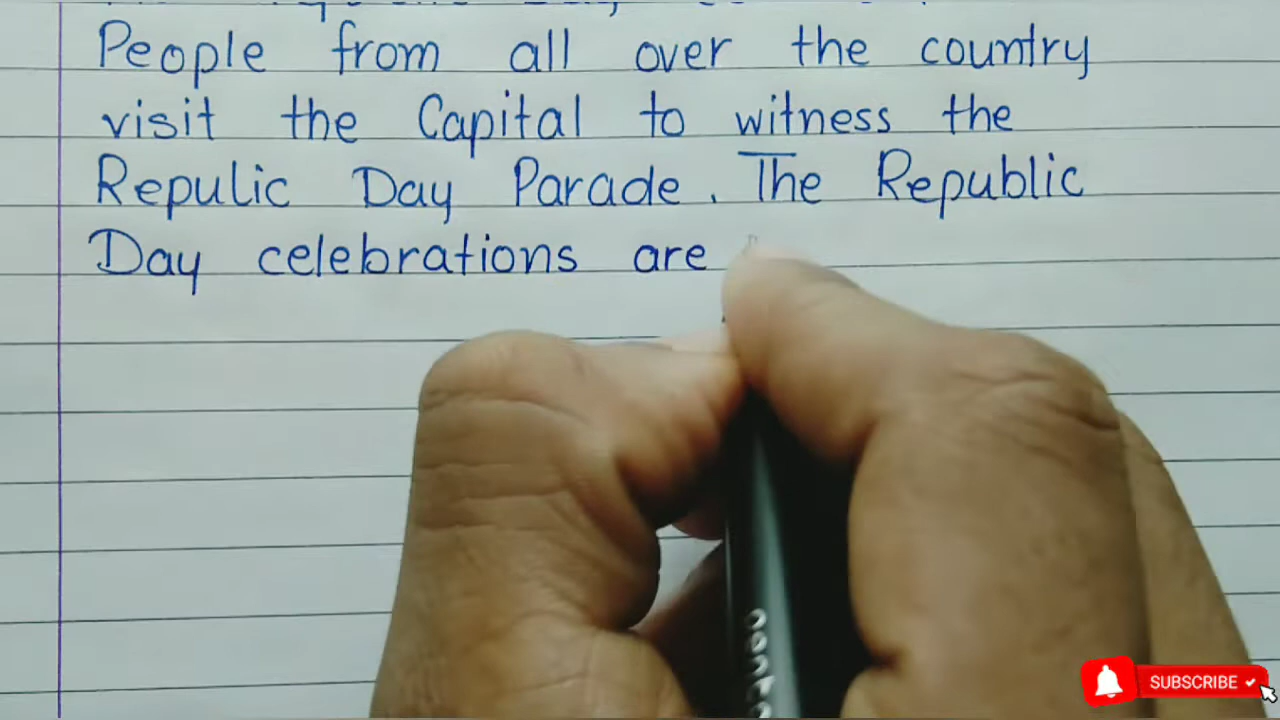 People from all over the country
visit the Capital to witness the
Repulic Day Parade. The Republic
Day celebrations are
SUBSCRIBE